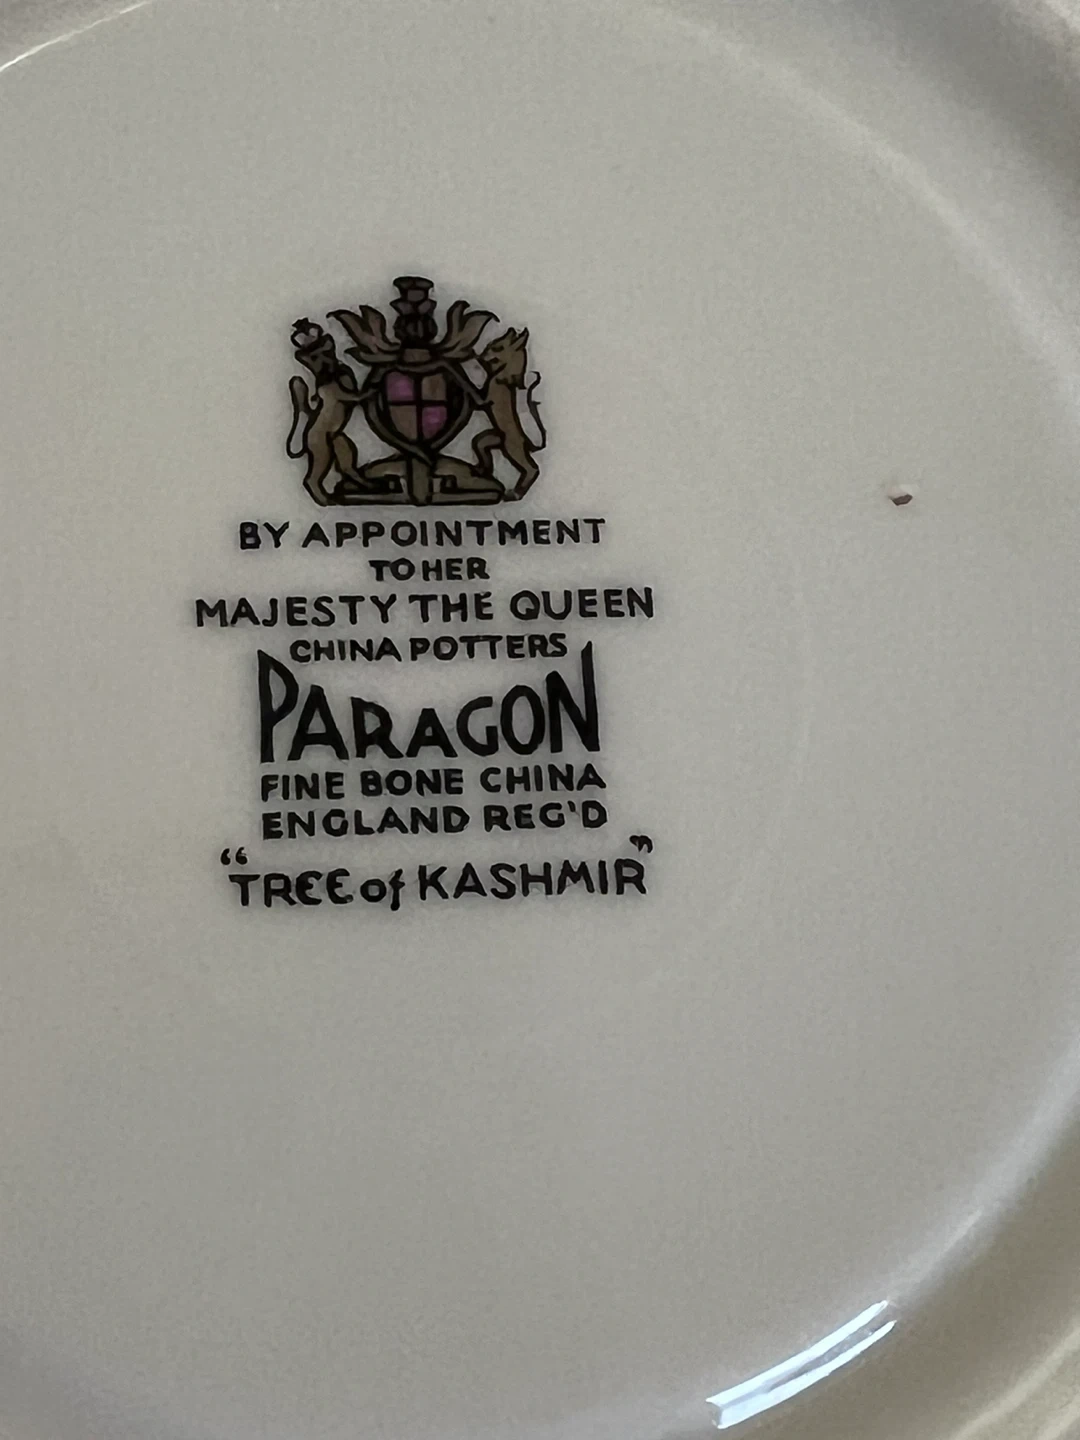 BY APPOINTMENT
TO HER
MAJESTY THE QUEEN
CHINA POTTERS
PARAGON
FINE BONE CHINA
ENGLAND REG'D
"TREE of KASHMIR"